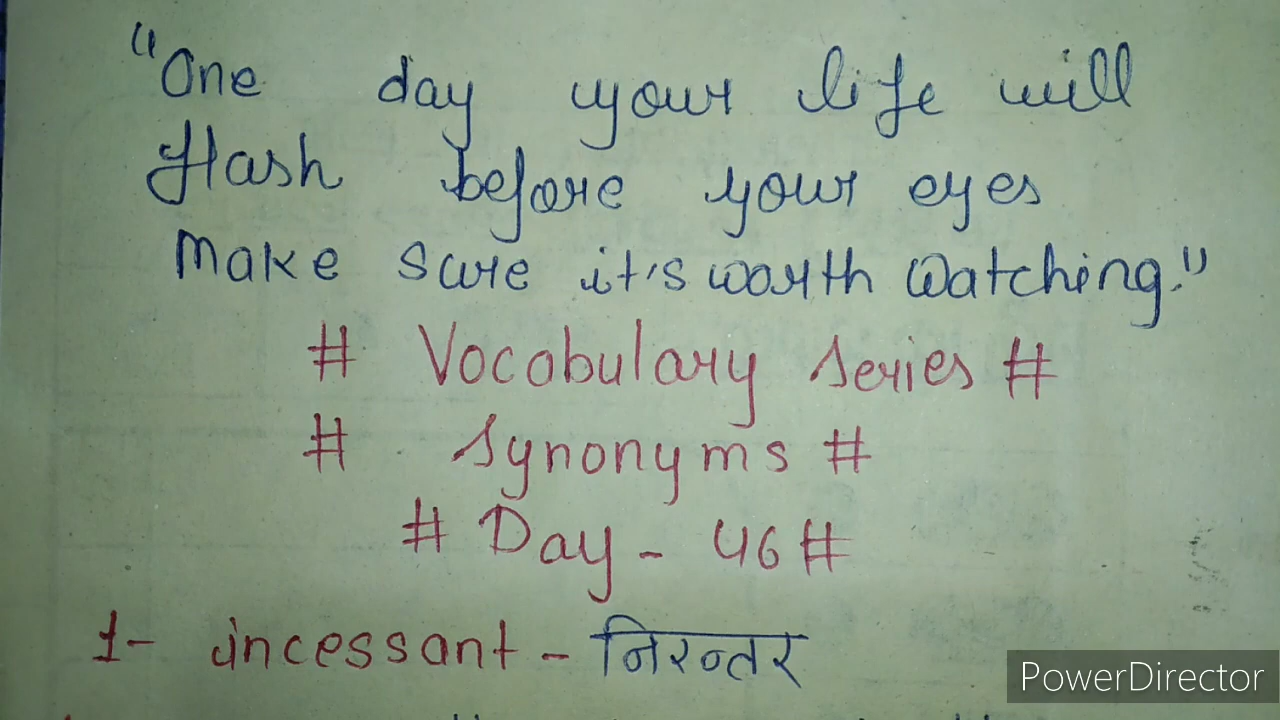 "One day your life will
flash before your eyes
Make sure it's worth watching."
# Vocabulary Series #
# Synonyms #
# Day - 46 #
1- incessant - निरन्तर
PowerDirector